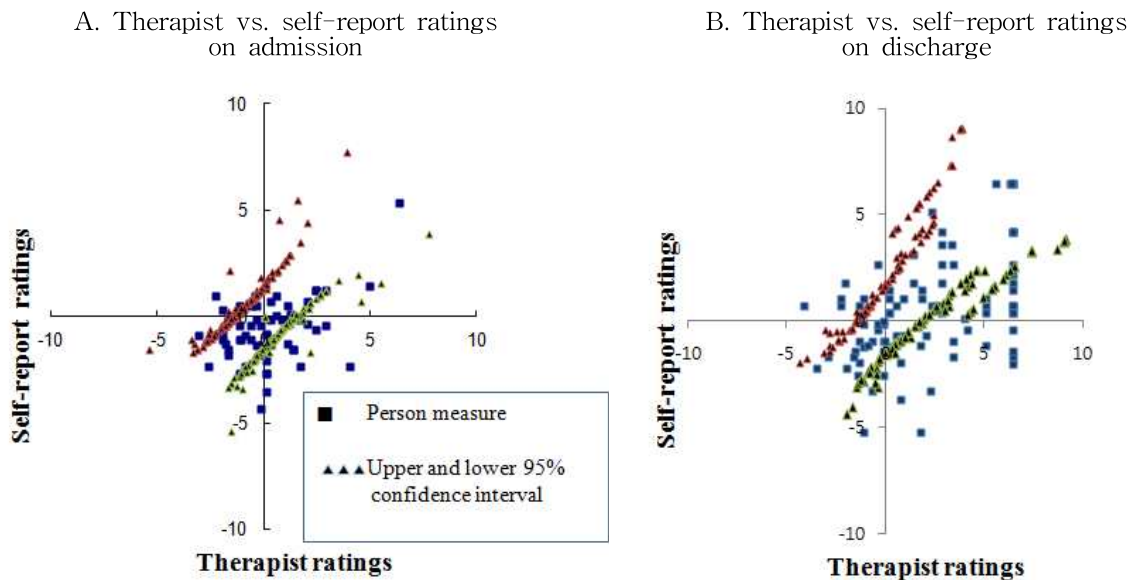 A. Therapist vs. self-report ratings
on admission
10
5
-10
-5
5
10
-5
-10
Self-report ratings
Therapist ratings
Person measure
Upper and lower 95%
confidence interval
B. Therapist vs. self-report ratings
on discharge
10
5
-10
-5
5
10
-5
-10
Self-report ratings
Therapist ratings